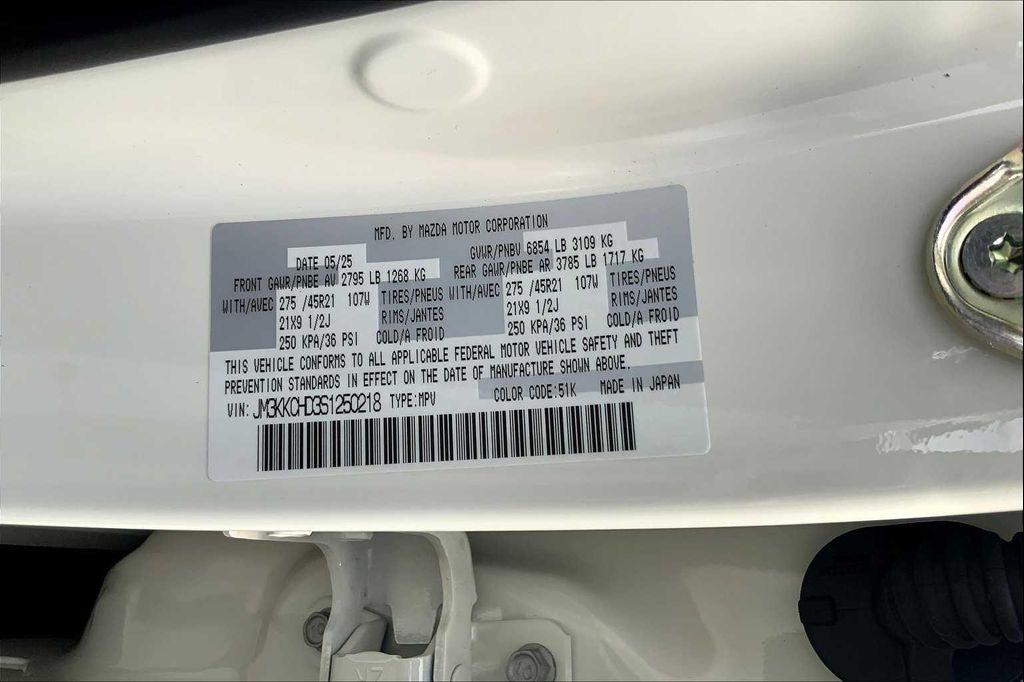 MFD. BY MAZDA MOTOR CORPORATION
DATE 05/25 GVWR/PNBV 6854 LB 3109 KG
FRONT GAWR/PNBE AV 2795 LB 1268 KG REAR GAWR/PNBE AR 3785 LB 1717 KG
WITH/AVEC 275 /45R21 107W TIRES/PNEUS WITH/AVEC 275 /45R21 107W TIRES/PNEUS
21X9 1/2J RIMS/JANTES 21X9 1/2J RIMS/JANTES
250 KPA/36 PSI COLD/A FROID 250 KPA/36 PSI COLD/A FROID
THIS VEHICLE CONFORMS TO ALL APPLICABLE FEDERAL MOTOR VEHICLE SAFETY AND THEFT
PREVENTION STANDARDS IN EFFECT ON THE DATE OF MANUFACTURE SHOWN ABOVE.
VIN: JM3KKCHD3S1250218 TYPE:MPV COLOR CODE:51K MADE IN JAPAN